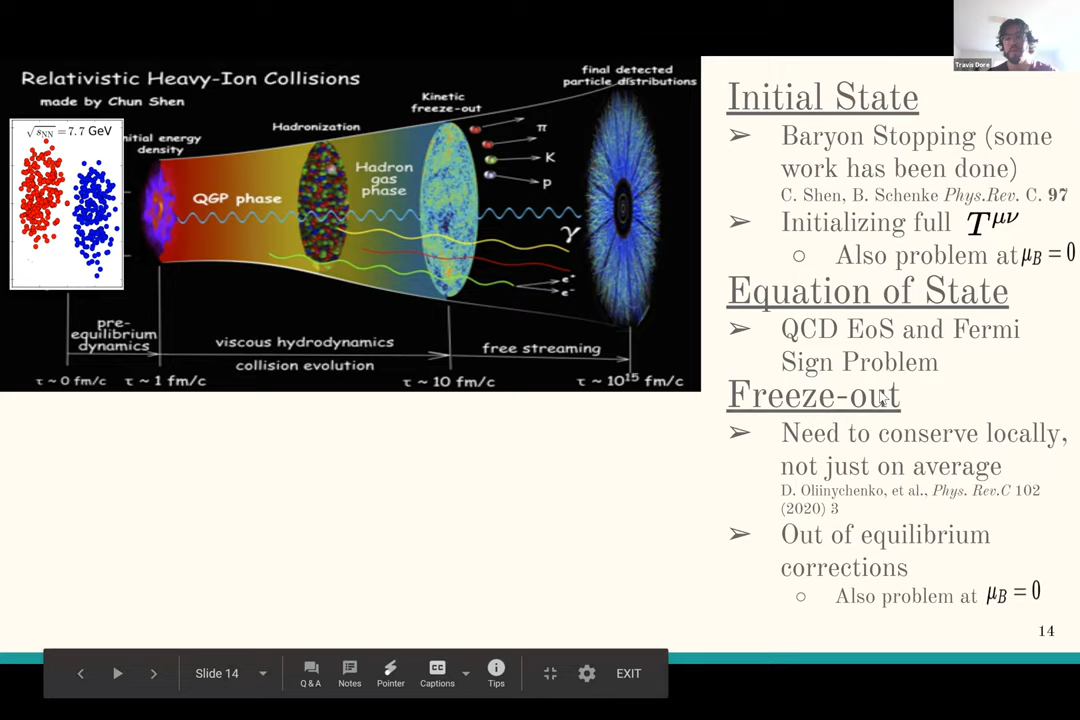 Travis Dore
Relativistic Heavy-Ion Collisions
made by Chun Shen
final detected
particle distributions
Kinetic
freeze-out
√s_NN = 7.7 GeV
nitial energy
density
Hadronization
π
K
p
QGP phase
Hadron
gas
phase
γ
e⁺
e⁻
pre-
equilibrium
dynamics
viscous hydrodynamics
collision evolution
free streaming
τ ~ 0 fm/c
τ ~ 1 fm/c
τ ~ 10 fm/c
τ ~ 10¹⁵ fm/c
Initial State
➢ Baryon Stopping (some
work has been done)
C. Shen, B. Schenke Phys.Rev. C. 97
➢ Initializing full T^μν
○ Also problem at μ_B = 0
Equation of State
➢ QCD EoS and Fermi
Sign Problem
Freeze-out
➢ Need to conserve locally,
not just on average
D. Oliinychenko, et al., Phys. Rev.C 102
(2020) 3
➢ Out of equilibrium
corrections
○ Also problem at μ_B = 0
14
Slide 14
Q & A
Notes
Pointer
Captions
CC
Tips
EXIT